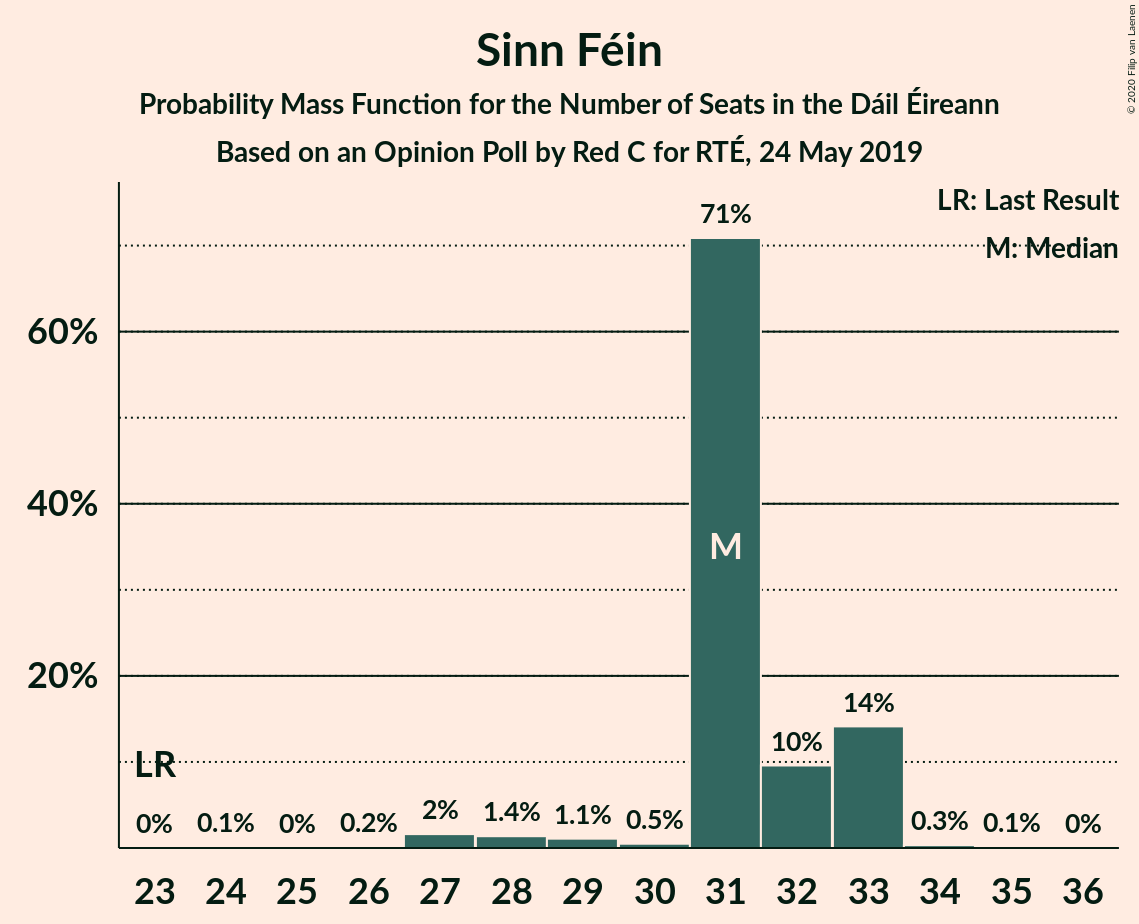 Sinn Féin
Probability Mass Function for the Number of Seats in the Dáil Éireann
Based on an Opinion Poll by Red C for RTÉ, 24 May 2019
© 2020 Filip van Laenen
LR: Last Result
M: Median
71%
60%
40%
M
20%
14%
10%
LR
0%
0.1%
0%
0.2%
2%
1.4%
1.1%
0.5%
0.3%
0.1%
0%
23 24 25 26 27 28 29 30 31 32 33 34 35 36